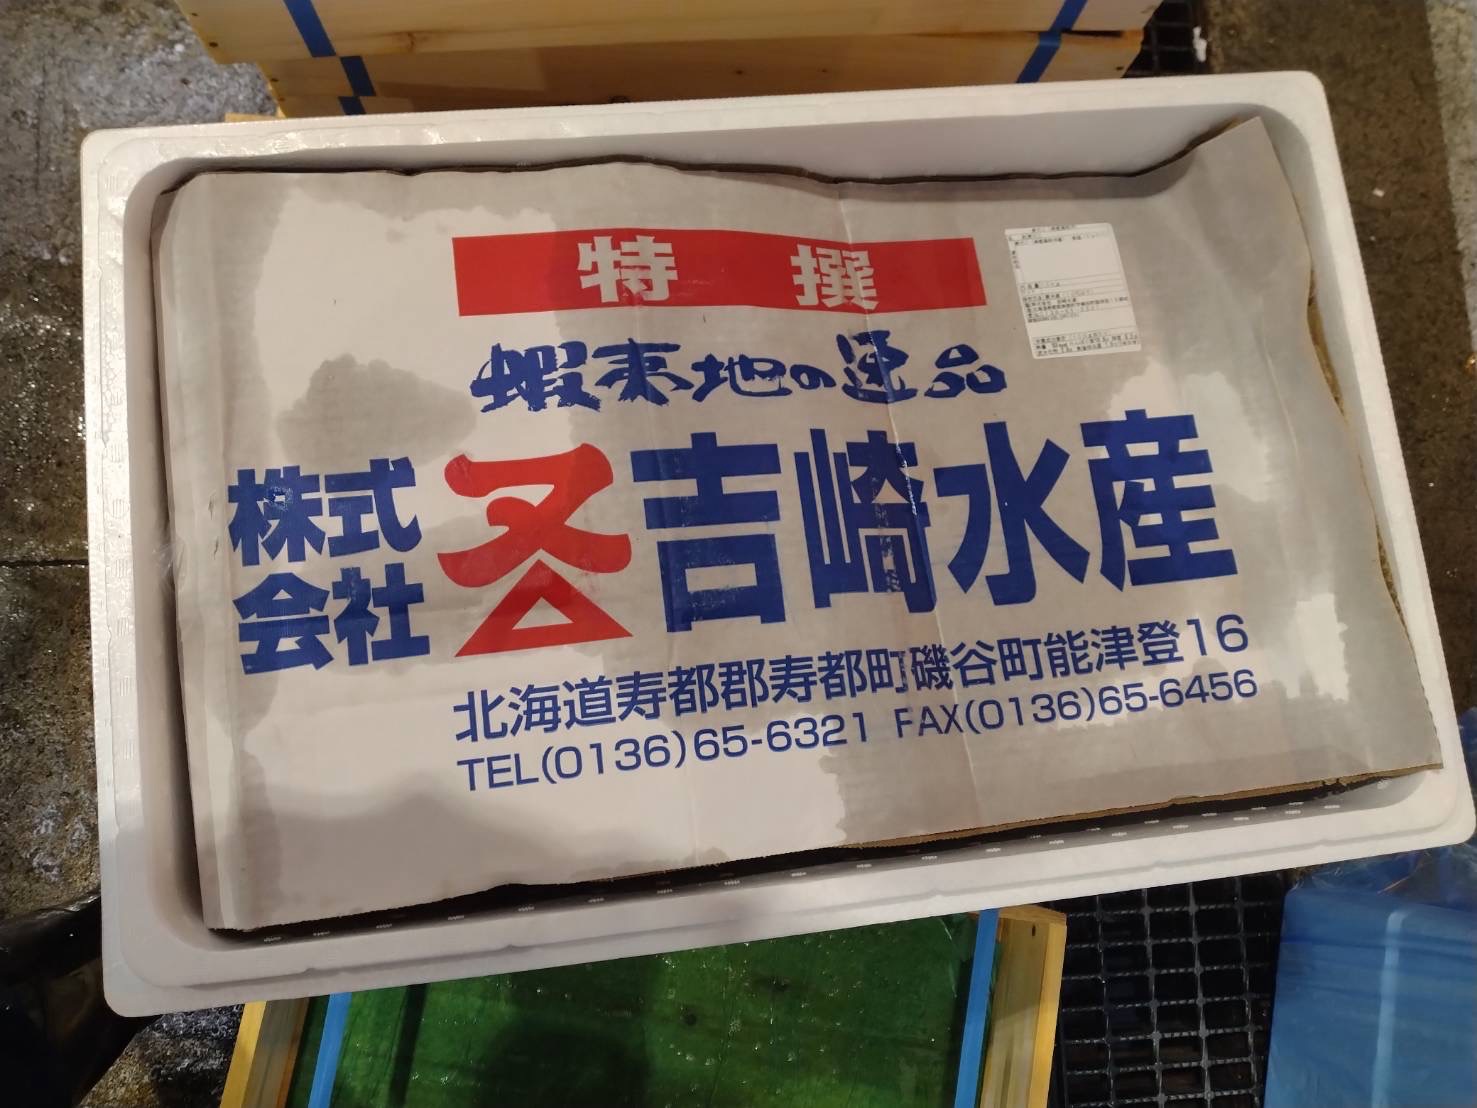 特撰
蝦夷地の逸品
株式
会社
吉崎水産
北海道寿都郡寿都町磯谷町能津登16
TEL(0136)65-6321 FAX(0136)65-6456